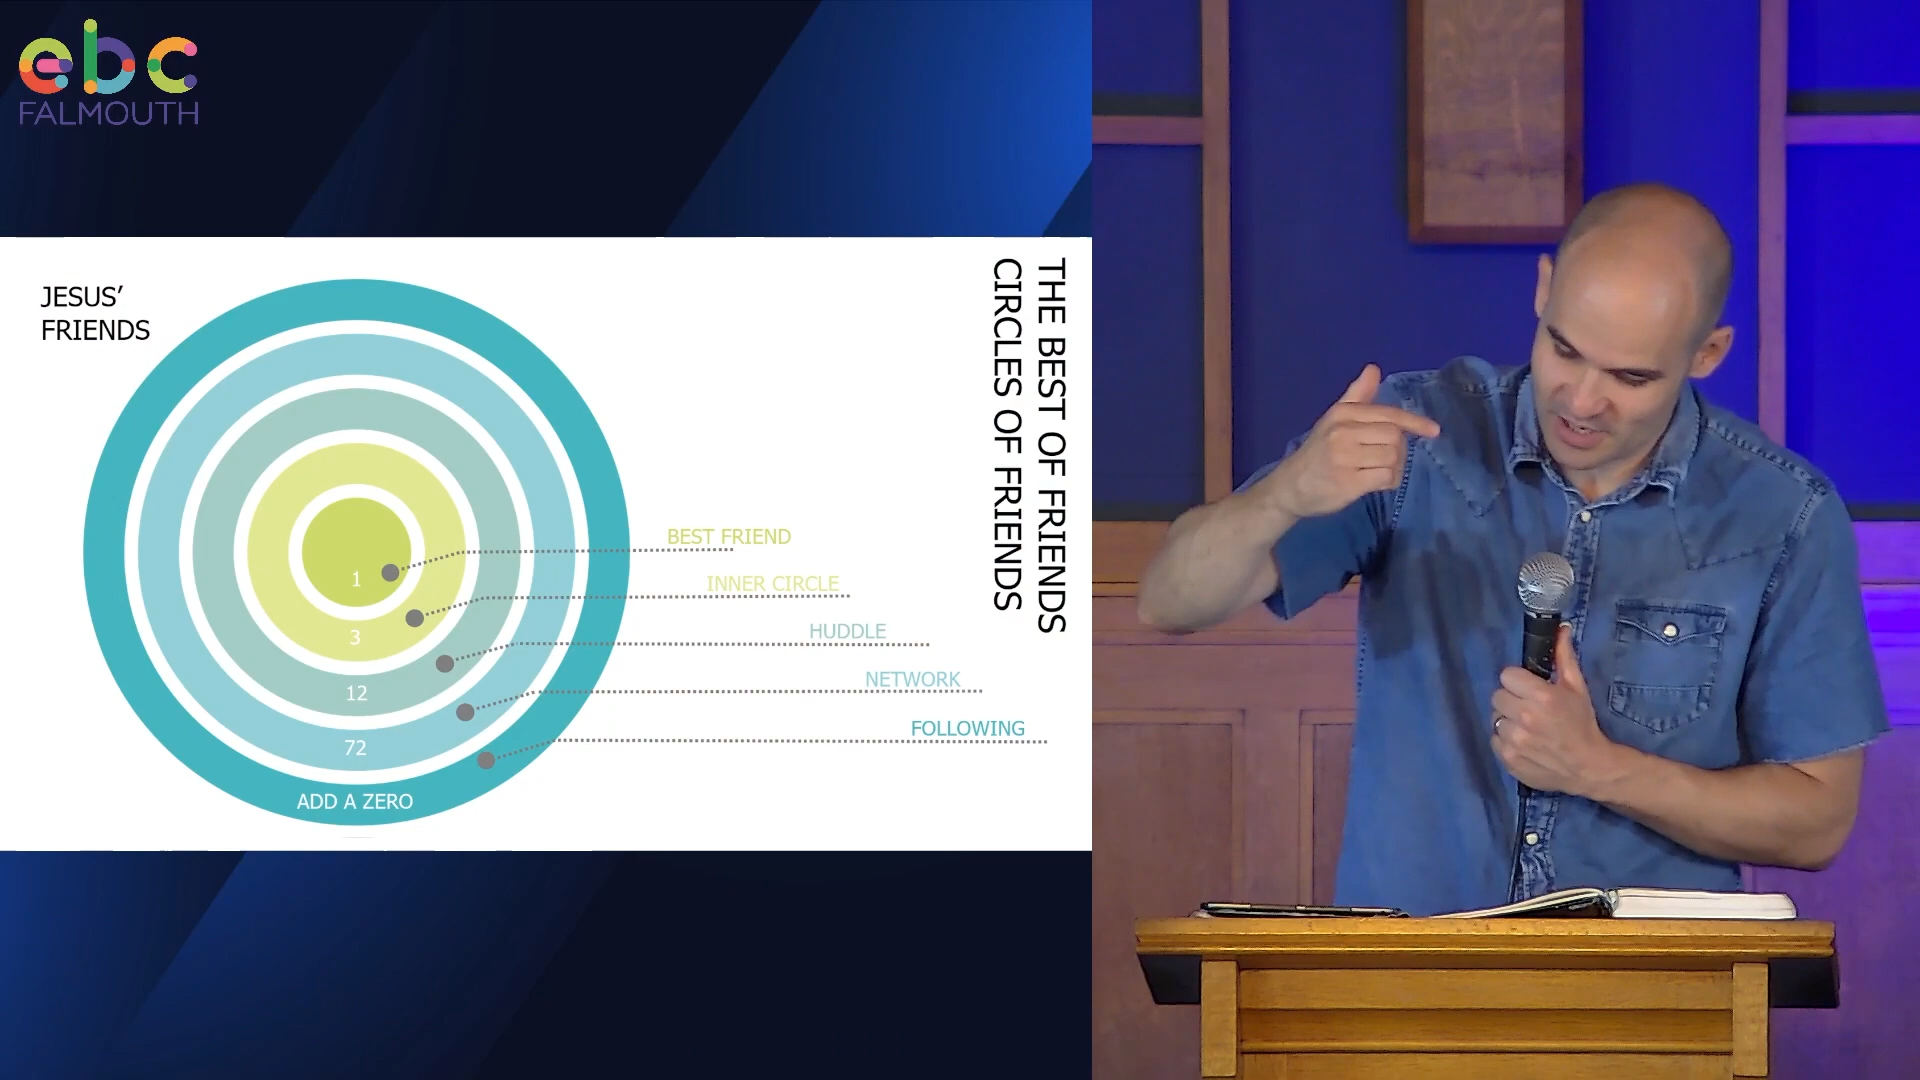 ebc
FALMOUTH
JESUS’
FRIENDS
THE BEST OF FRIENDS
CIRCLES OF FRIENDS
1
3
12
72
ADD A ZERO
BEST FRIEND
INNER CIRCLE
HUDDLE
NETWORK
FOLLOWING